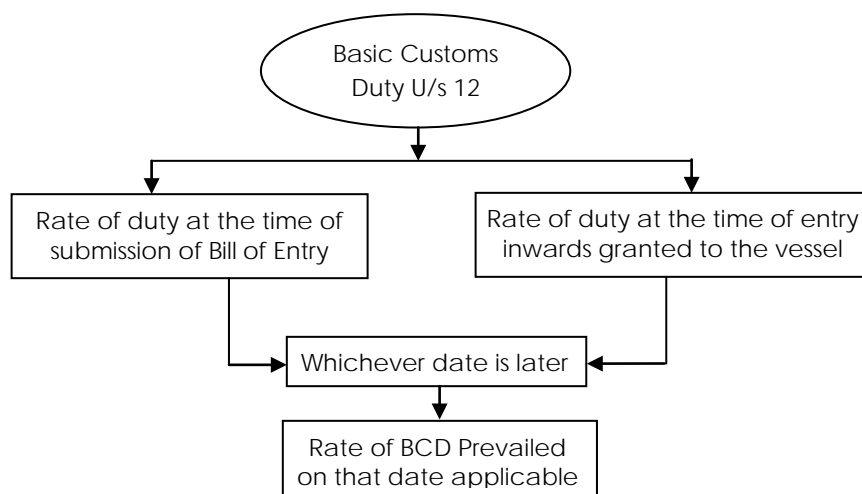 Basic Customs
Duty U/s 12
Rate of duty at the time of
submission of Bill of Entry
Rate of duty at the time of entry
inwards granted to the vessel
Whichever date is later
Rate of BCD Prevailed
on that date applicable